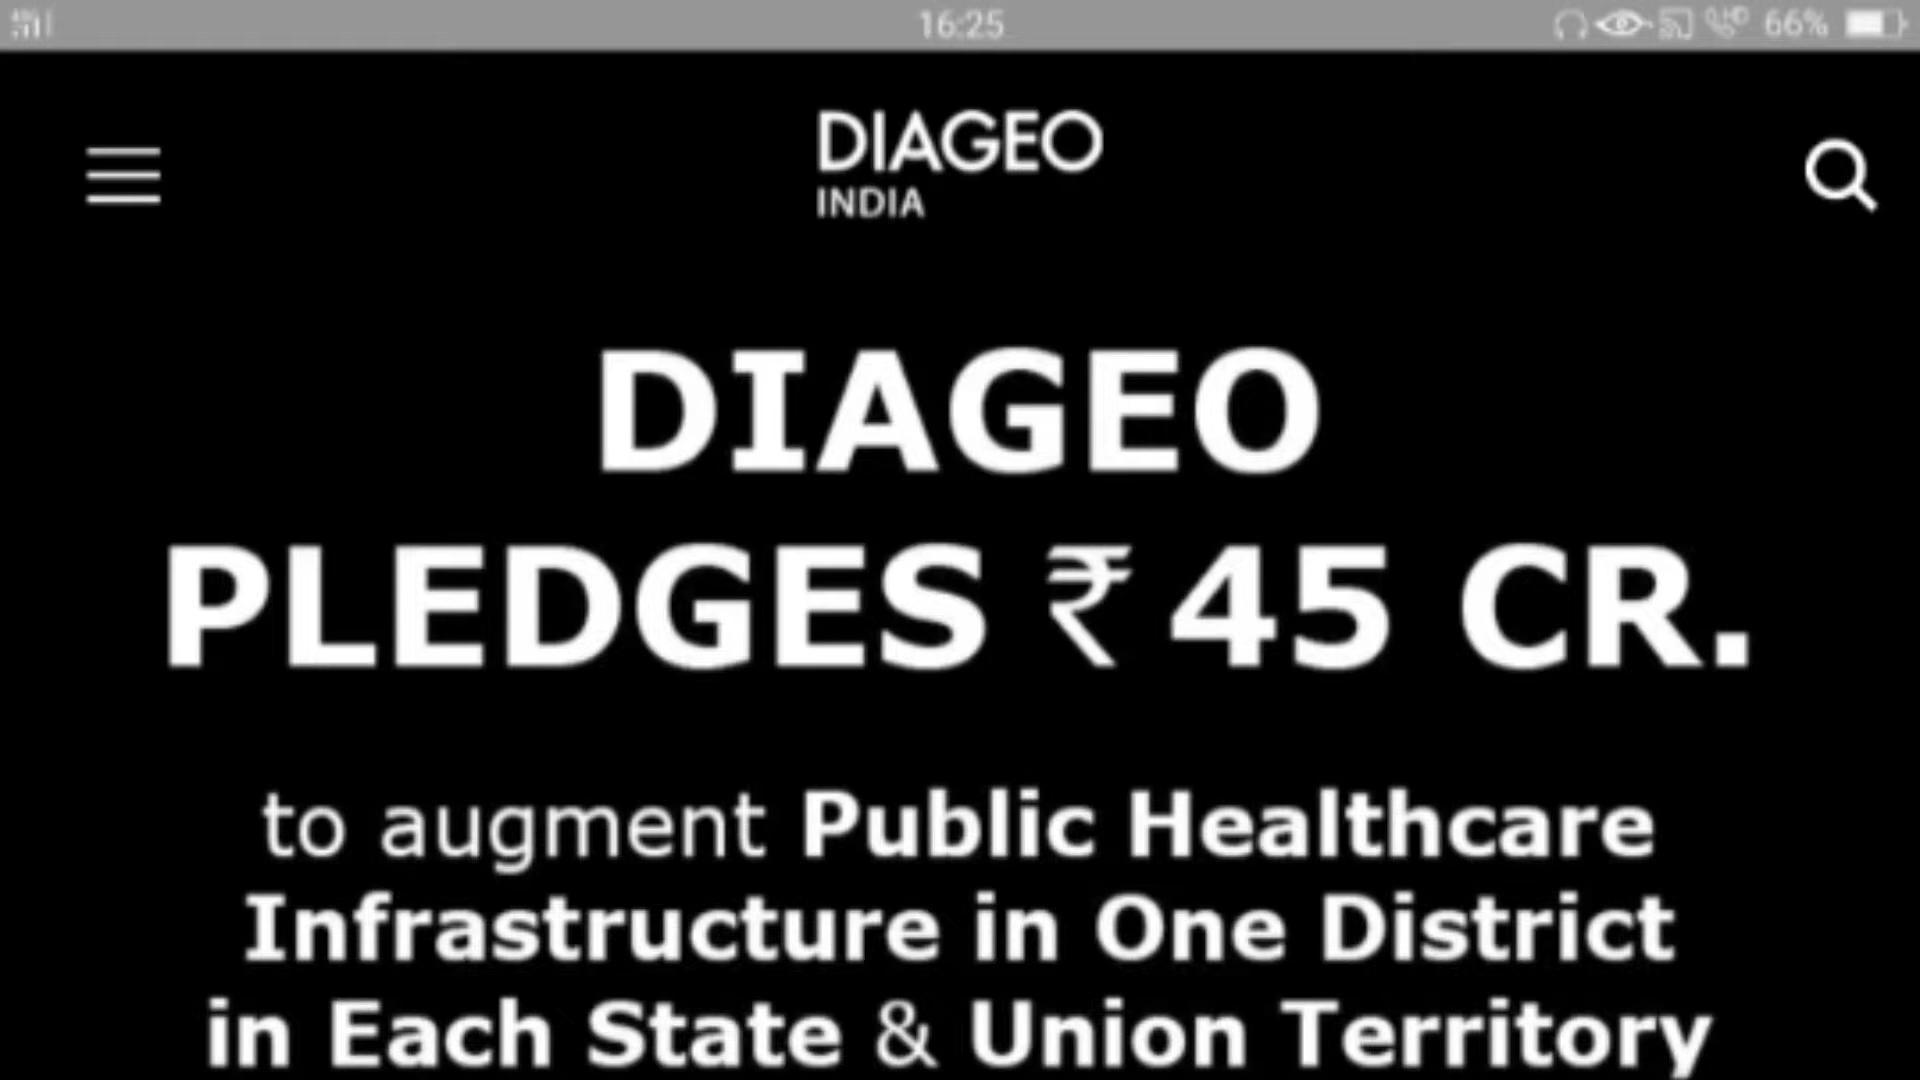 16:25
66%
DIAGEO
INDIA
DIAGEO
PLEDGES ₹ 45 CR.
to augment Public Healthcare
Infrastructure in One District
in Each State & Union Territory